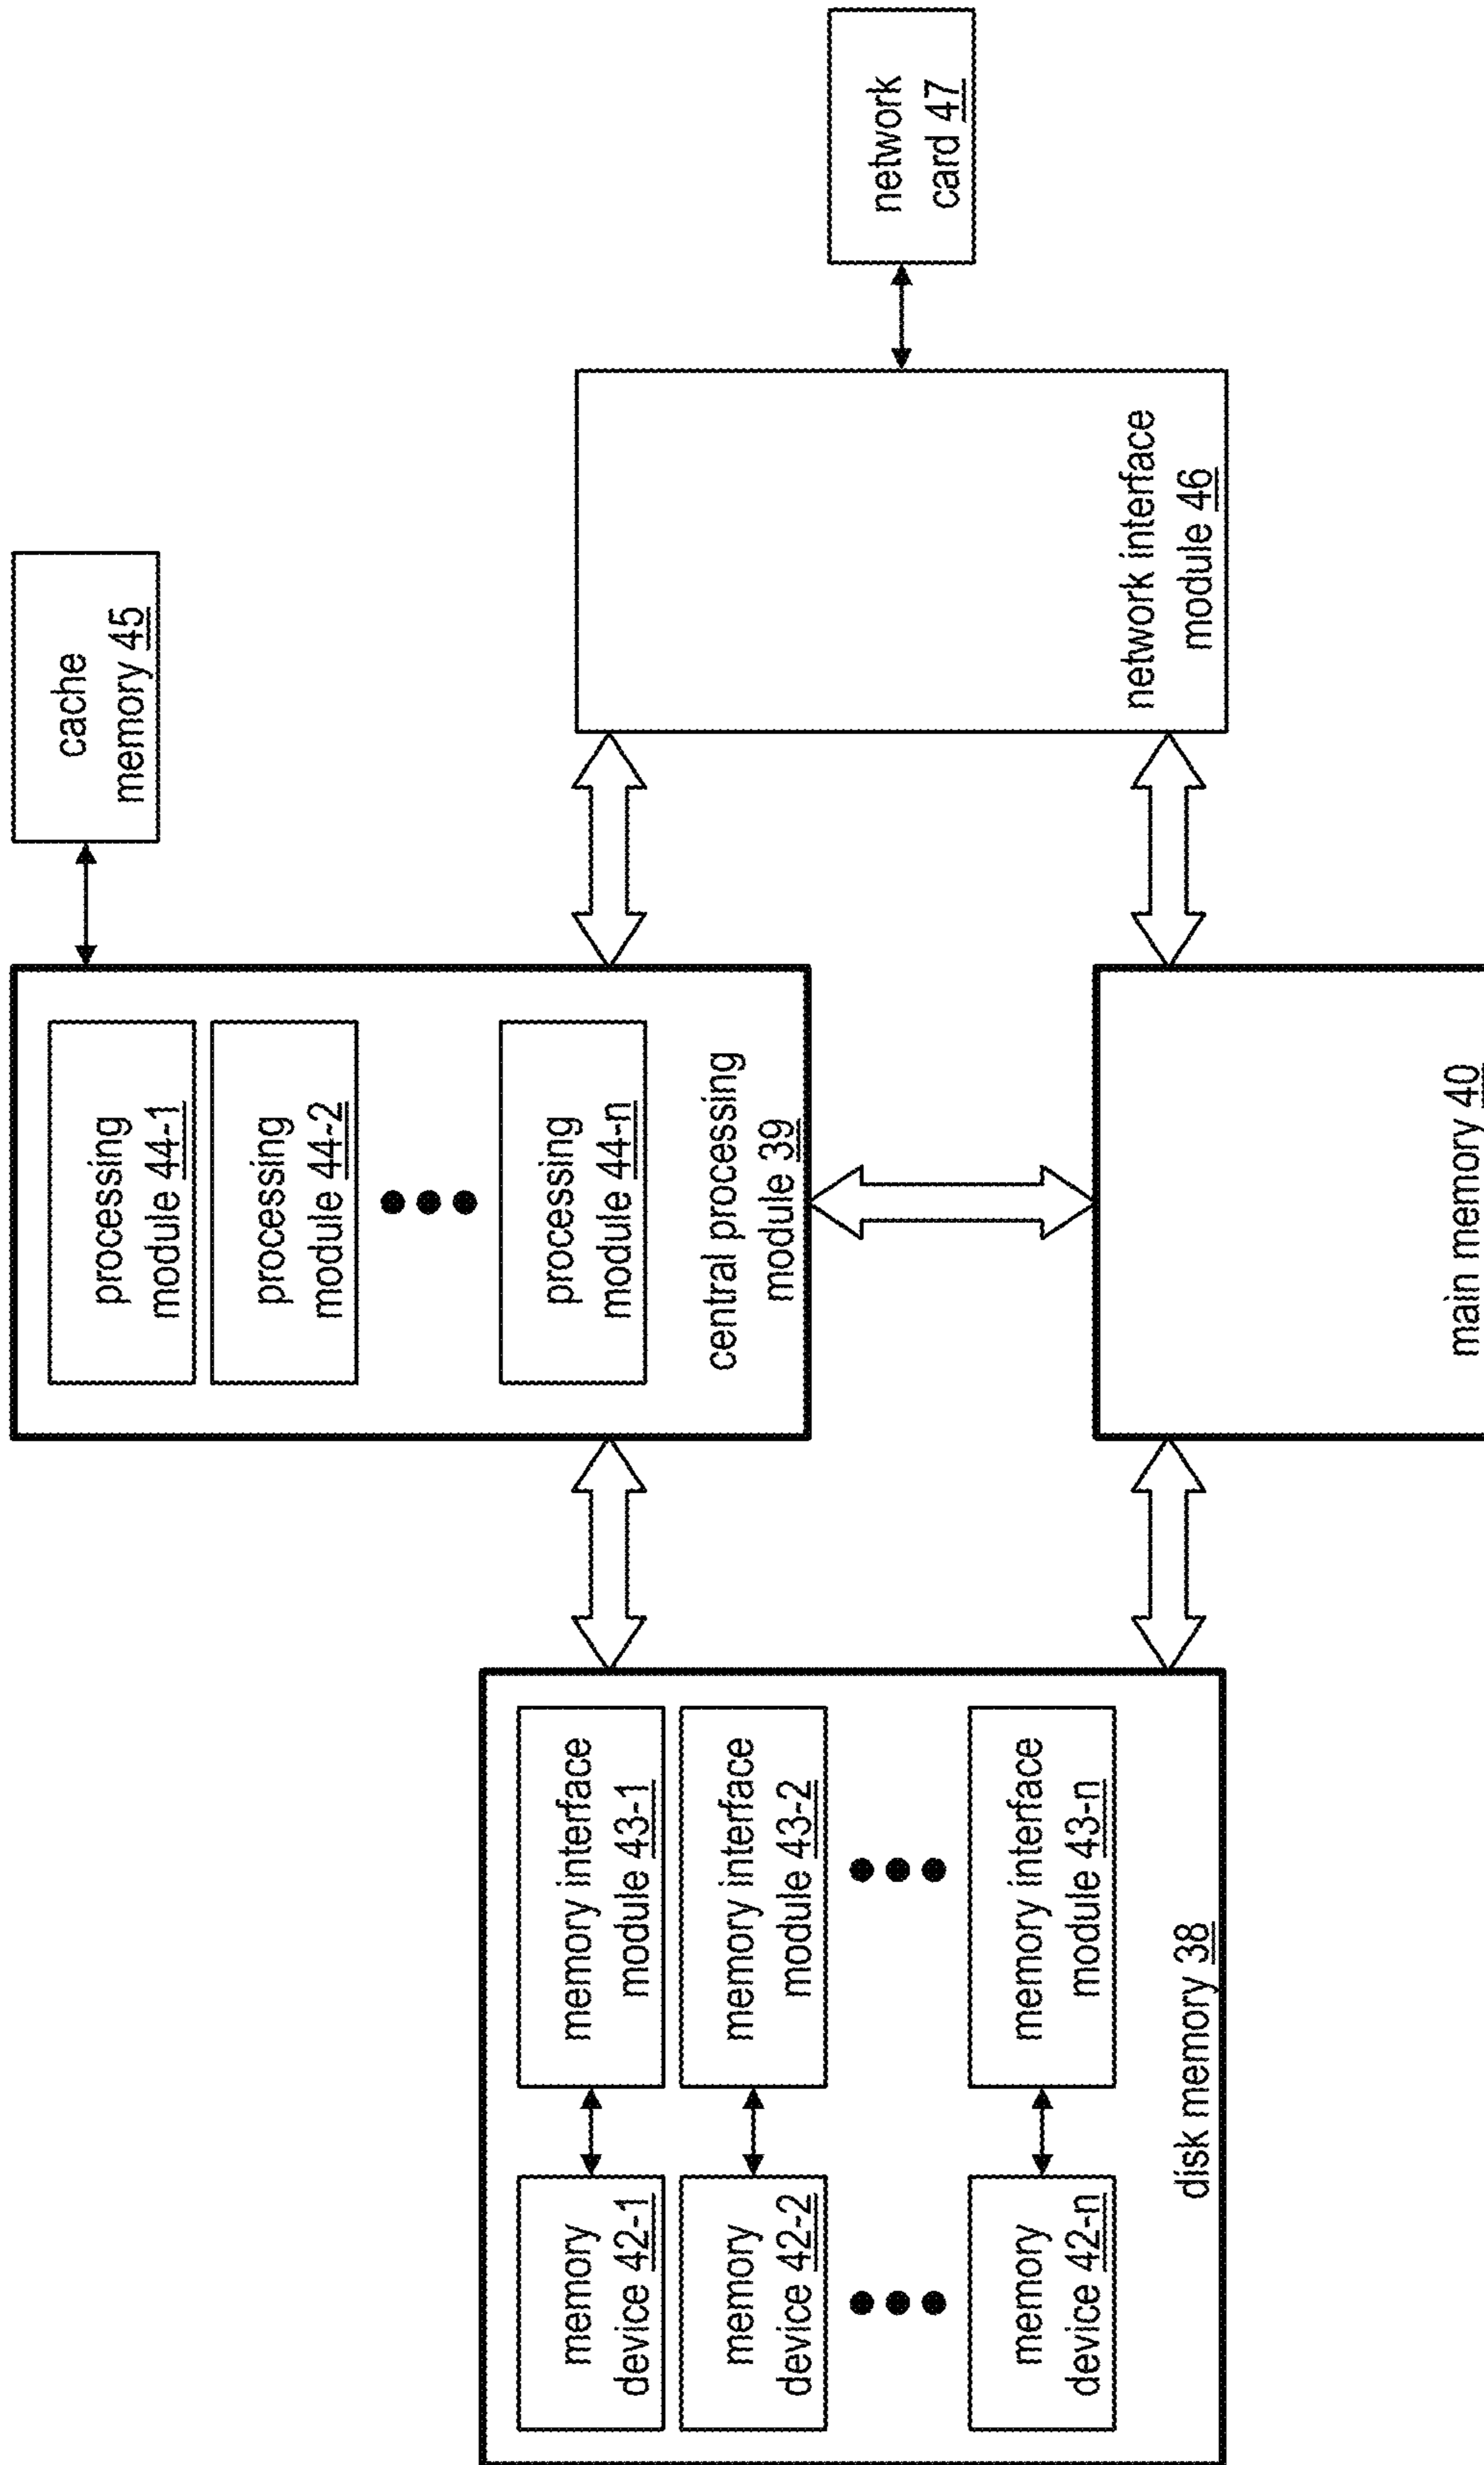 memory
device 42-1
memory interface
module 43-1
memory
device 42-2
memory interface
module 43-2
memory
device 42-n
memory interface
module 43-n
disk memory 38
processing
module 44-1
processing
module 44-2
processing
module 44-n
central processing
module 39
main memory 40
cache
memory 45
network interface
module 46
network
card 47